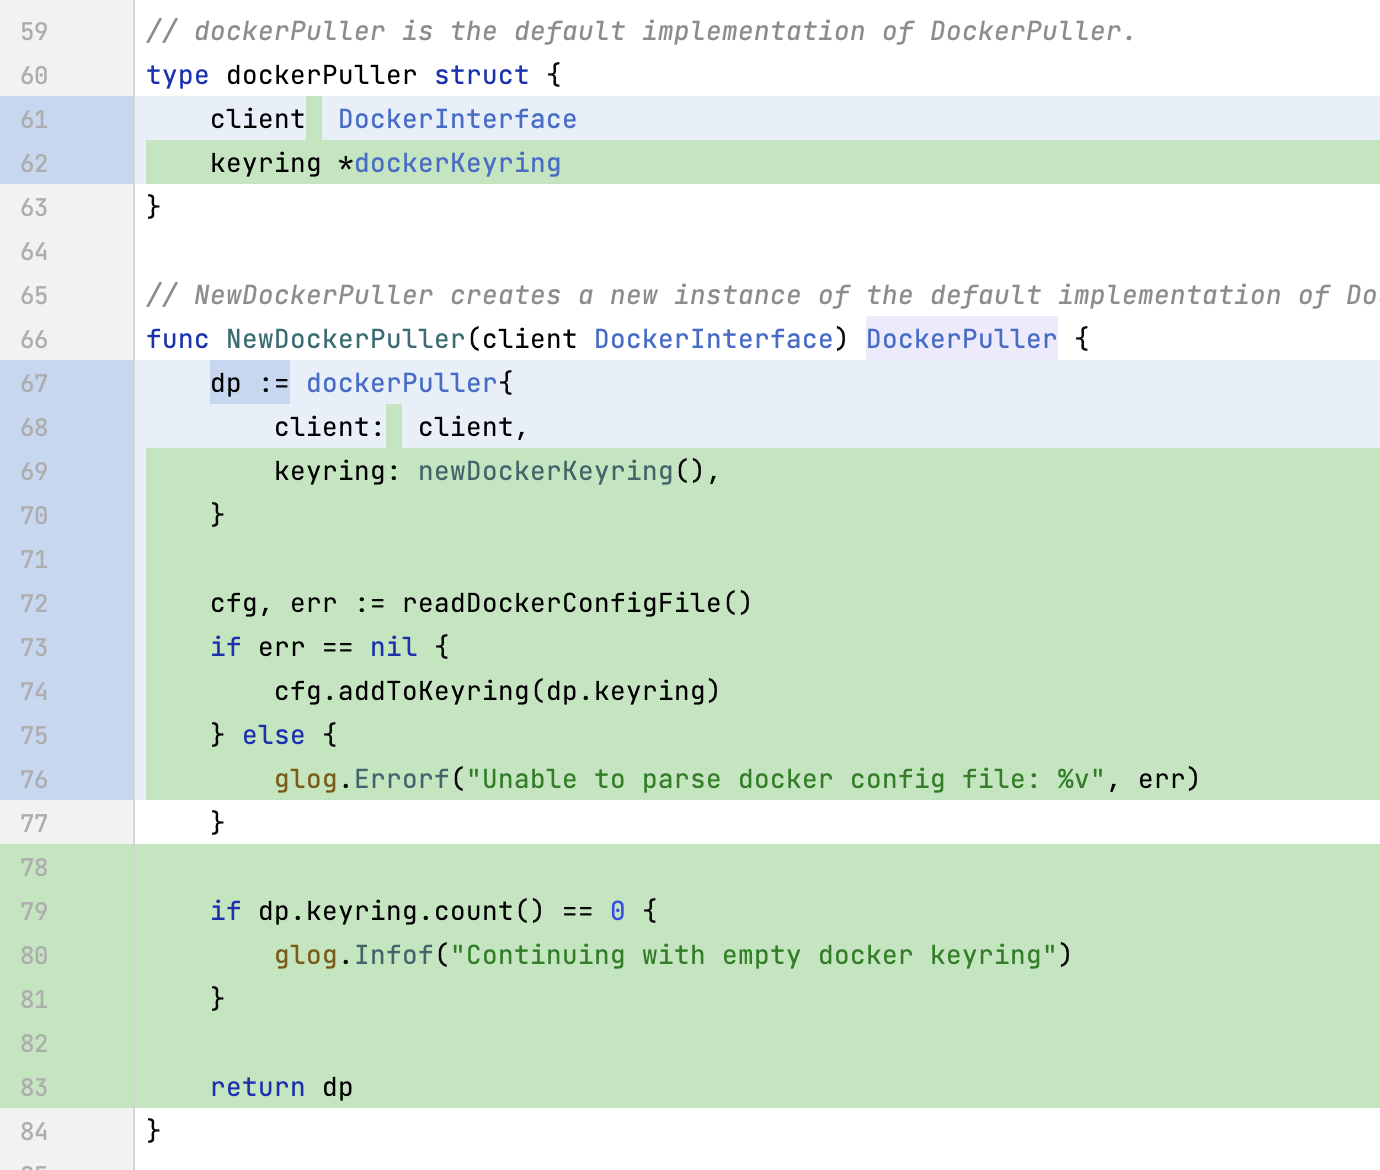 59 // dockerPuller is the default implementation of DockerPuller.
60 type dockerPuller struct {
61     client  DockerInterface
62     keyring *dockerKeyring
63 }
64
65 // NewDockerPuller creates a new instance of the default implementation of
66 func NewDockerPuller(client DockerInterface) DockerPuller {
67     dp := dockerPuller{
68         client:  client,
69         keyring: newDockerKeyring(),
70     }
71
72     cfg, err := readDockerConfigFile()
73     if err == nil {
74         cfg.addToKeyring(dp.keyring)
75     } else {
76         glog.Errorf("Unable to parse docker config file: %v", err)
77     }
78
79     if dp.keyring.count() == 0 {
80         glog.Infof("Continuing with empty docker keyring")
81     }
82
83     return dp
84 }